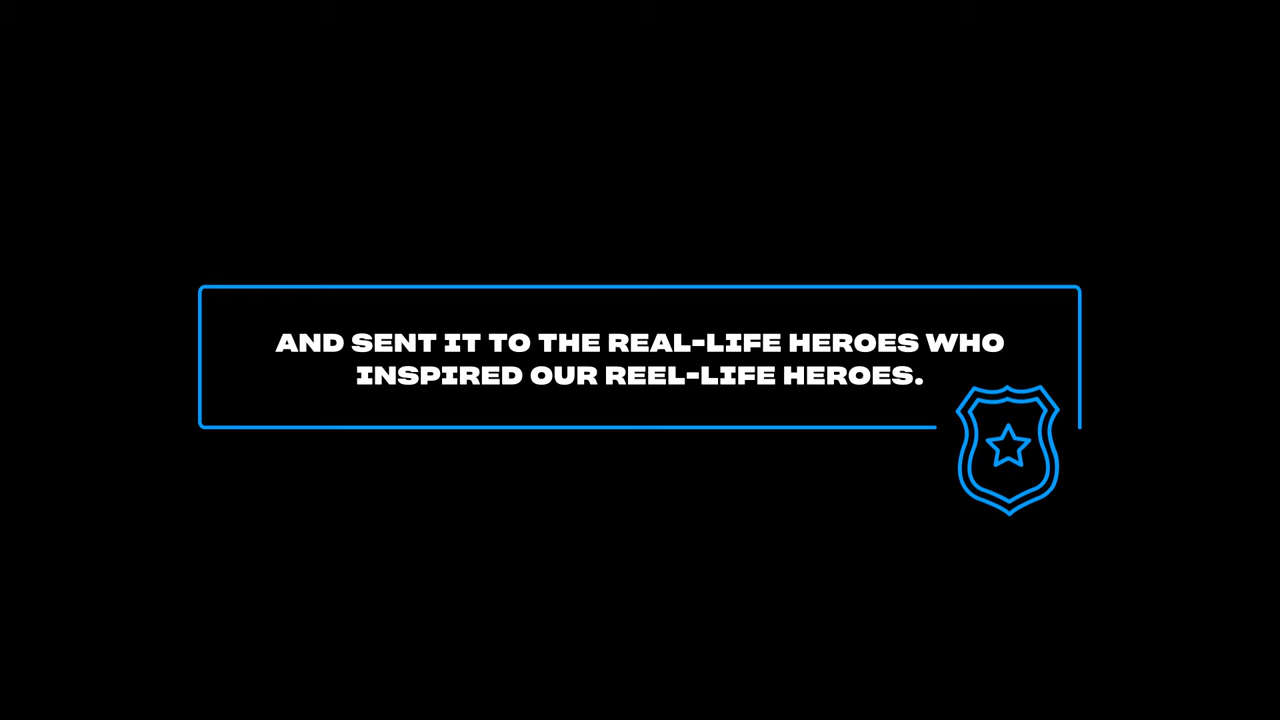 AND SENT IT TO THE REAL-LIFE HEROES WHO
INSPIRED OUR REEL-LIFE HEROES.